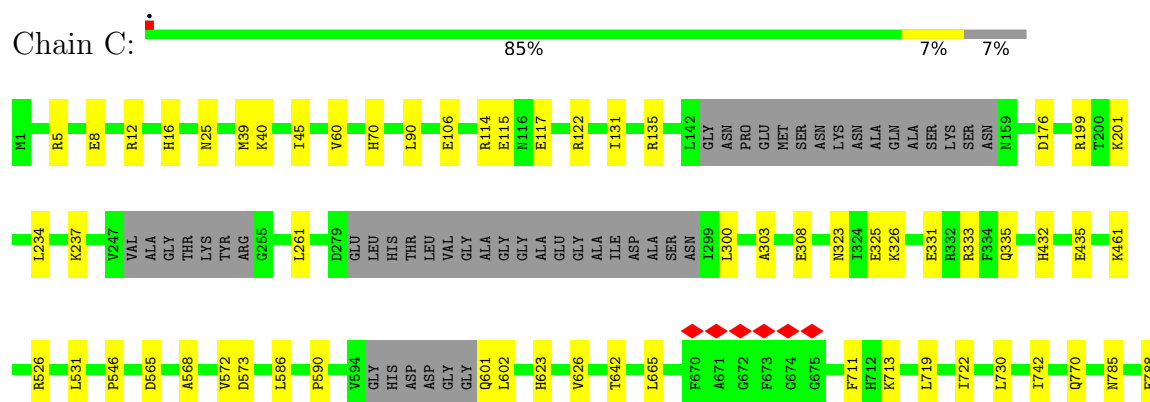 Chain C:
85% 7% 7%
M1 R5 E8 R12 H16 N25 M39 K40 I45 V60 H70 L90 E106 R114 E115 N116 E117 R122 I131 R135 L142 GLY ASN PRO GLU MET SER ASN LYS ASN ALA GLN ALA SER LYS SER ASN N159 D176 R199 T200 K201
L234 K237 V247 VAL ALA GLY THR LYS TYR ARG G255 L261 D279 GLU LEU HIS THR LEU VAL GLY ALA GLY GLY ALA GLU GLY ALA ILE ASP ALA SER ASN I299 L300 A303 E308 N323 I324 E325 K326 E331 R332 R333 F334 Q335 H432 E435 K461
R526 L531 P546 D565 A568 V572 D573 L586 P590 V594 GLY HIS ASP ASP GLY GLY Q601 L602 H623 V626 T642 L665 F670 A671 G672 F673 G674 G675 F711 H712 K713 L719 I722 L730 I742 Q770 N785